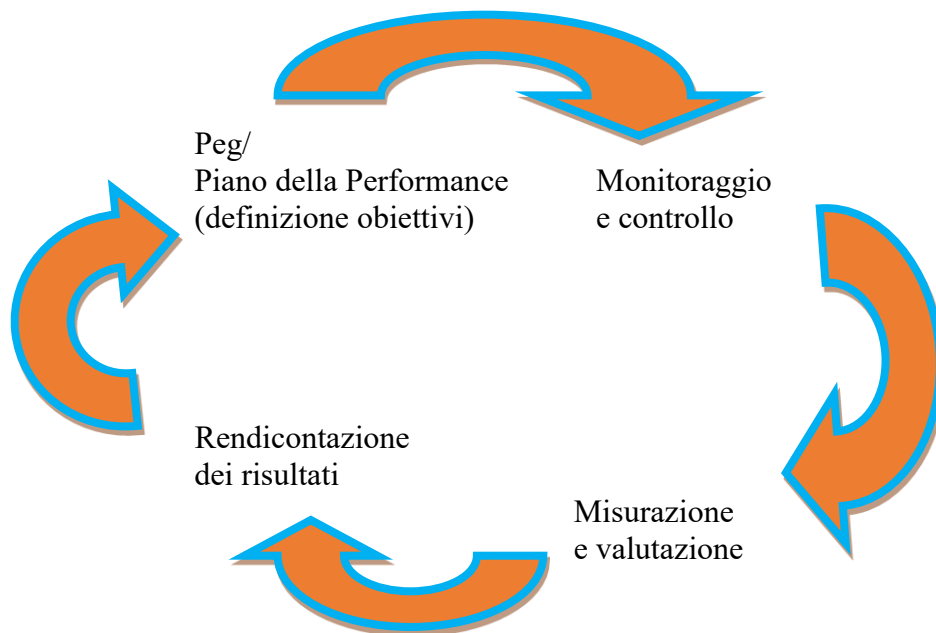 Peg/
Piano della Performance
(definizione obiettivi)
Monitoraggio
e controllo
Misurazione
e valutazione
Rendicontazione
dei risultati